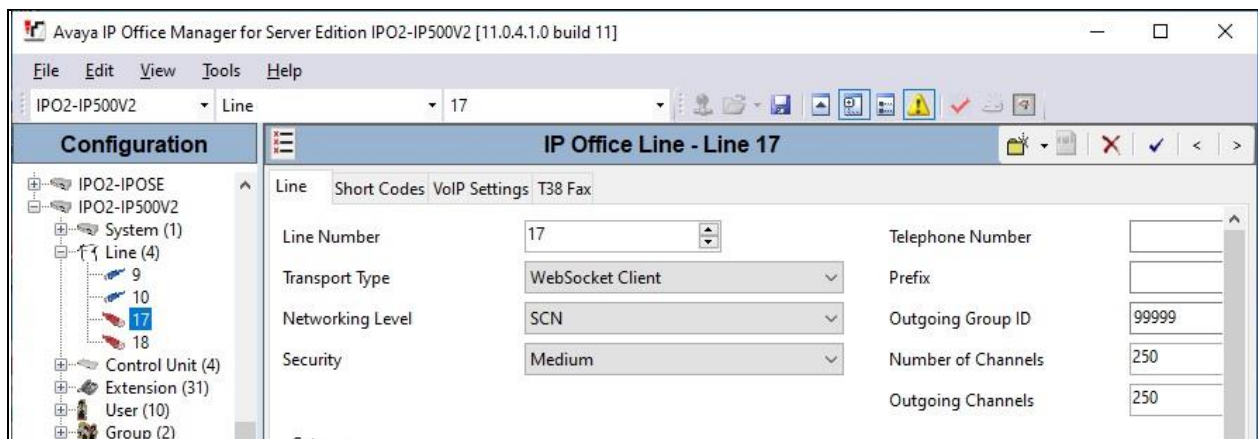 Avaya IP Office Manager for Server Edition IPO2-IP500V2 [11.0.4.1.0 build 11]
File Edit View Tools Help
IPO2-IP500V2 Line 17
Configuration
IP Office Line - Line 17
IPO2-IPOSE
IPO2-IP500V2
System (1)
Line (4)
9
10
17
18
Control Unit (4)
Extension (31)
User (10)
Group (2)
Line Short Codes VoIP Settings T38 Fax
Line Number 17
Transport Type WebSocket Client
Networking Level SCN
Security Medium
Telephone Number
Prefix
Outgoing Group ID 99999
Number of Channels 250
Outgoing Channels 250